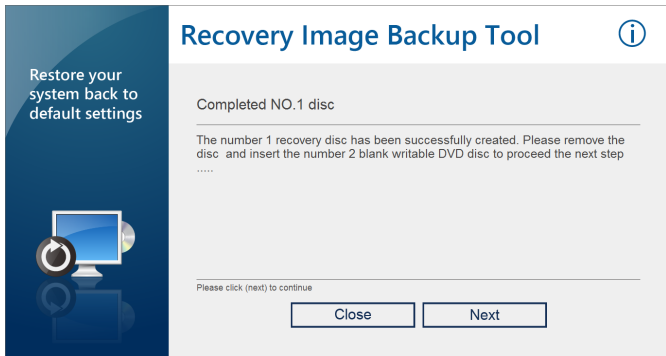 Recovery Image Backup Tool
Restore your
system back to
default settings
Completed NO.1 disc
The number 1 recovery disc has been successfully created. Please remove the
disc  and insert the number 2 blank writable DVD disc to proceed the next step
.....
Please click (next) to continue
Close
Next